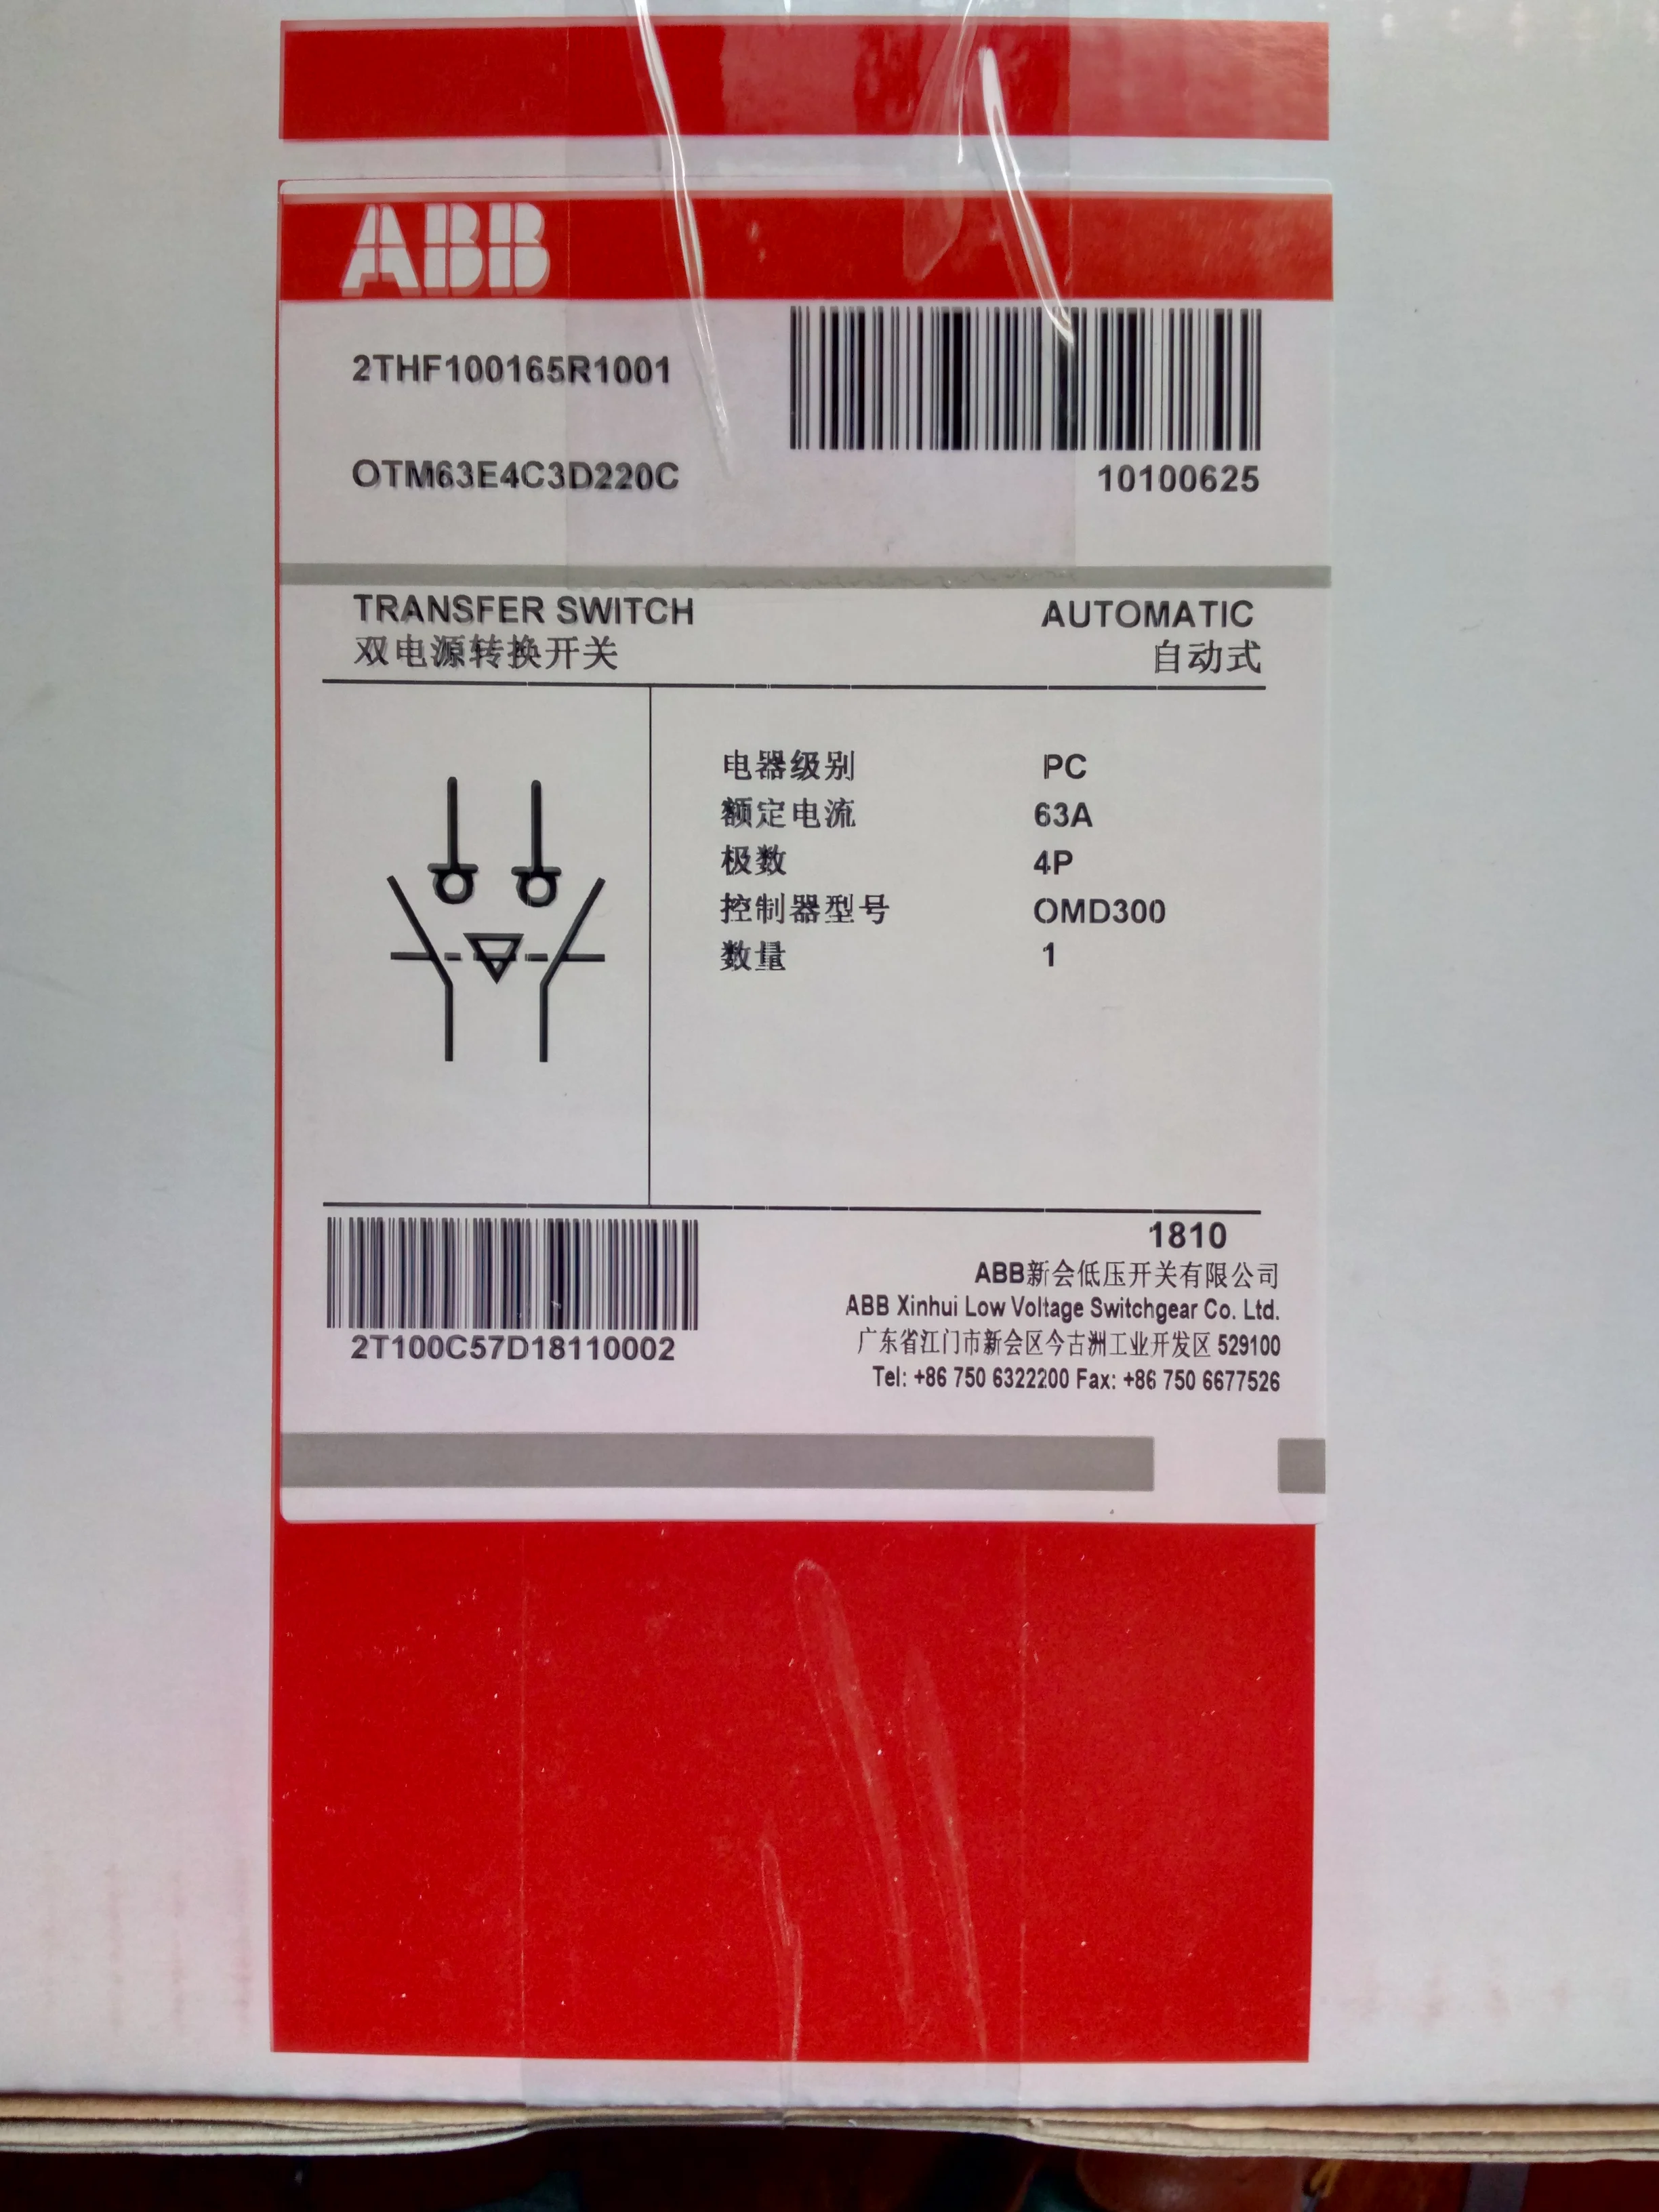 ABB
2THF100165R1001
OTM63E4C3D220C
10100625
TRANSFER SWITCH
双电源转换开关
AUTOMATIC
自动式
电器级别 PC
额定电流 63A
极数 4P
控制器型号 OMD300
数量 1
2T100C57D18110002
1810
ABB新会低压开关有限公司
ABB Xinhui Low Voltage Switchgear Co. Ltd.
广东省江门市新会区今古洲工业开发区 529100
Tel: +86 750 6322200 Fax: +86 750 6677526